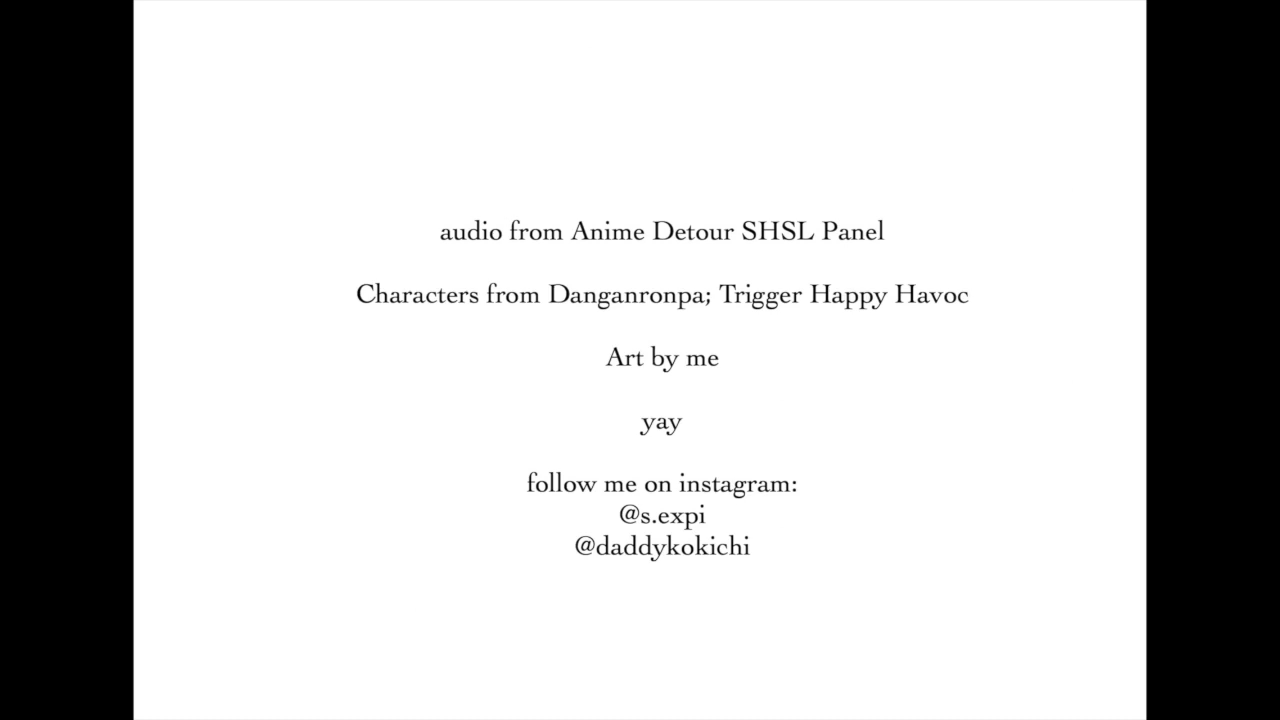 audio from Anime Detour SHSL Panel
Characters from Danganronpa; Trigger Happy Havoc
Art by me
yay
follow me on instagram:
@s.expi
@daddykokichi